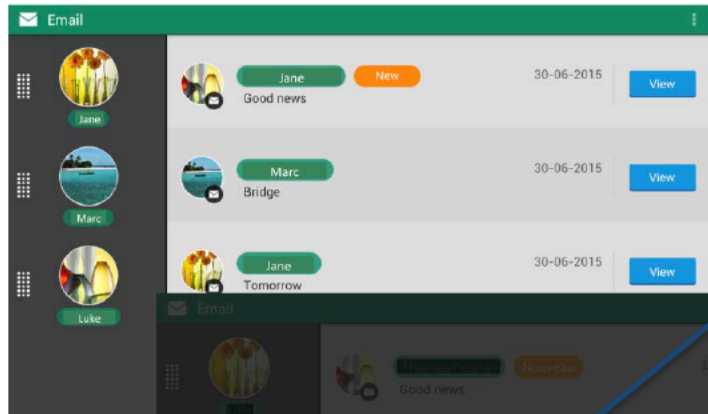 Email
Jane
Marc
Luke
Jane New 30-06-2015 View
Good news
Marc 30-06-2015 View
Bridge
Jane 30-06-2015 View
Tomorrow
Email
Nouveau
Good news